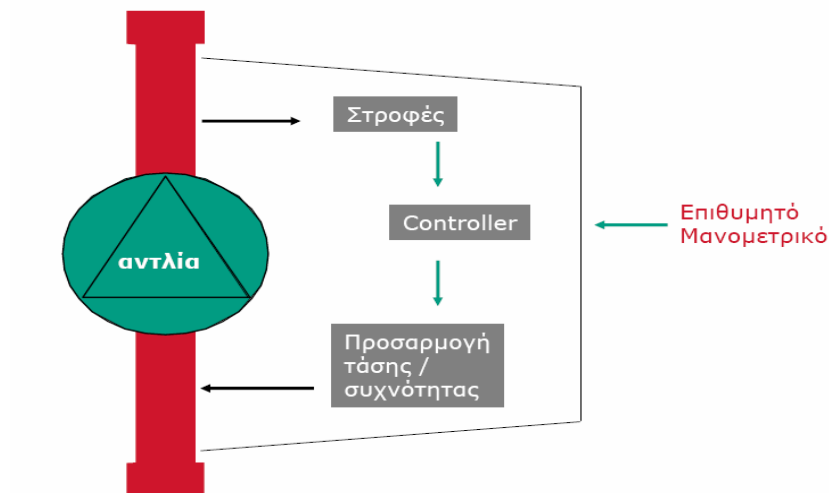 Στροφές
Controller
Επιθυμητό
Μανομετρικό
αντλία
Προσαρμογή
τάσης /
συχνότητας